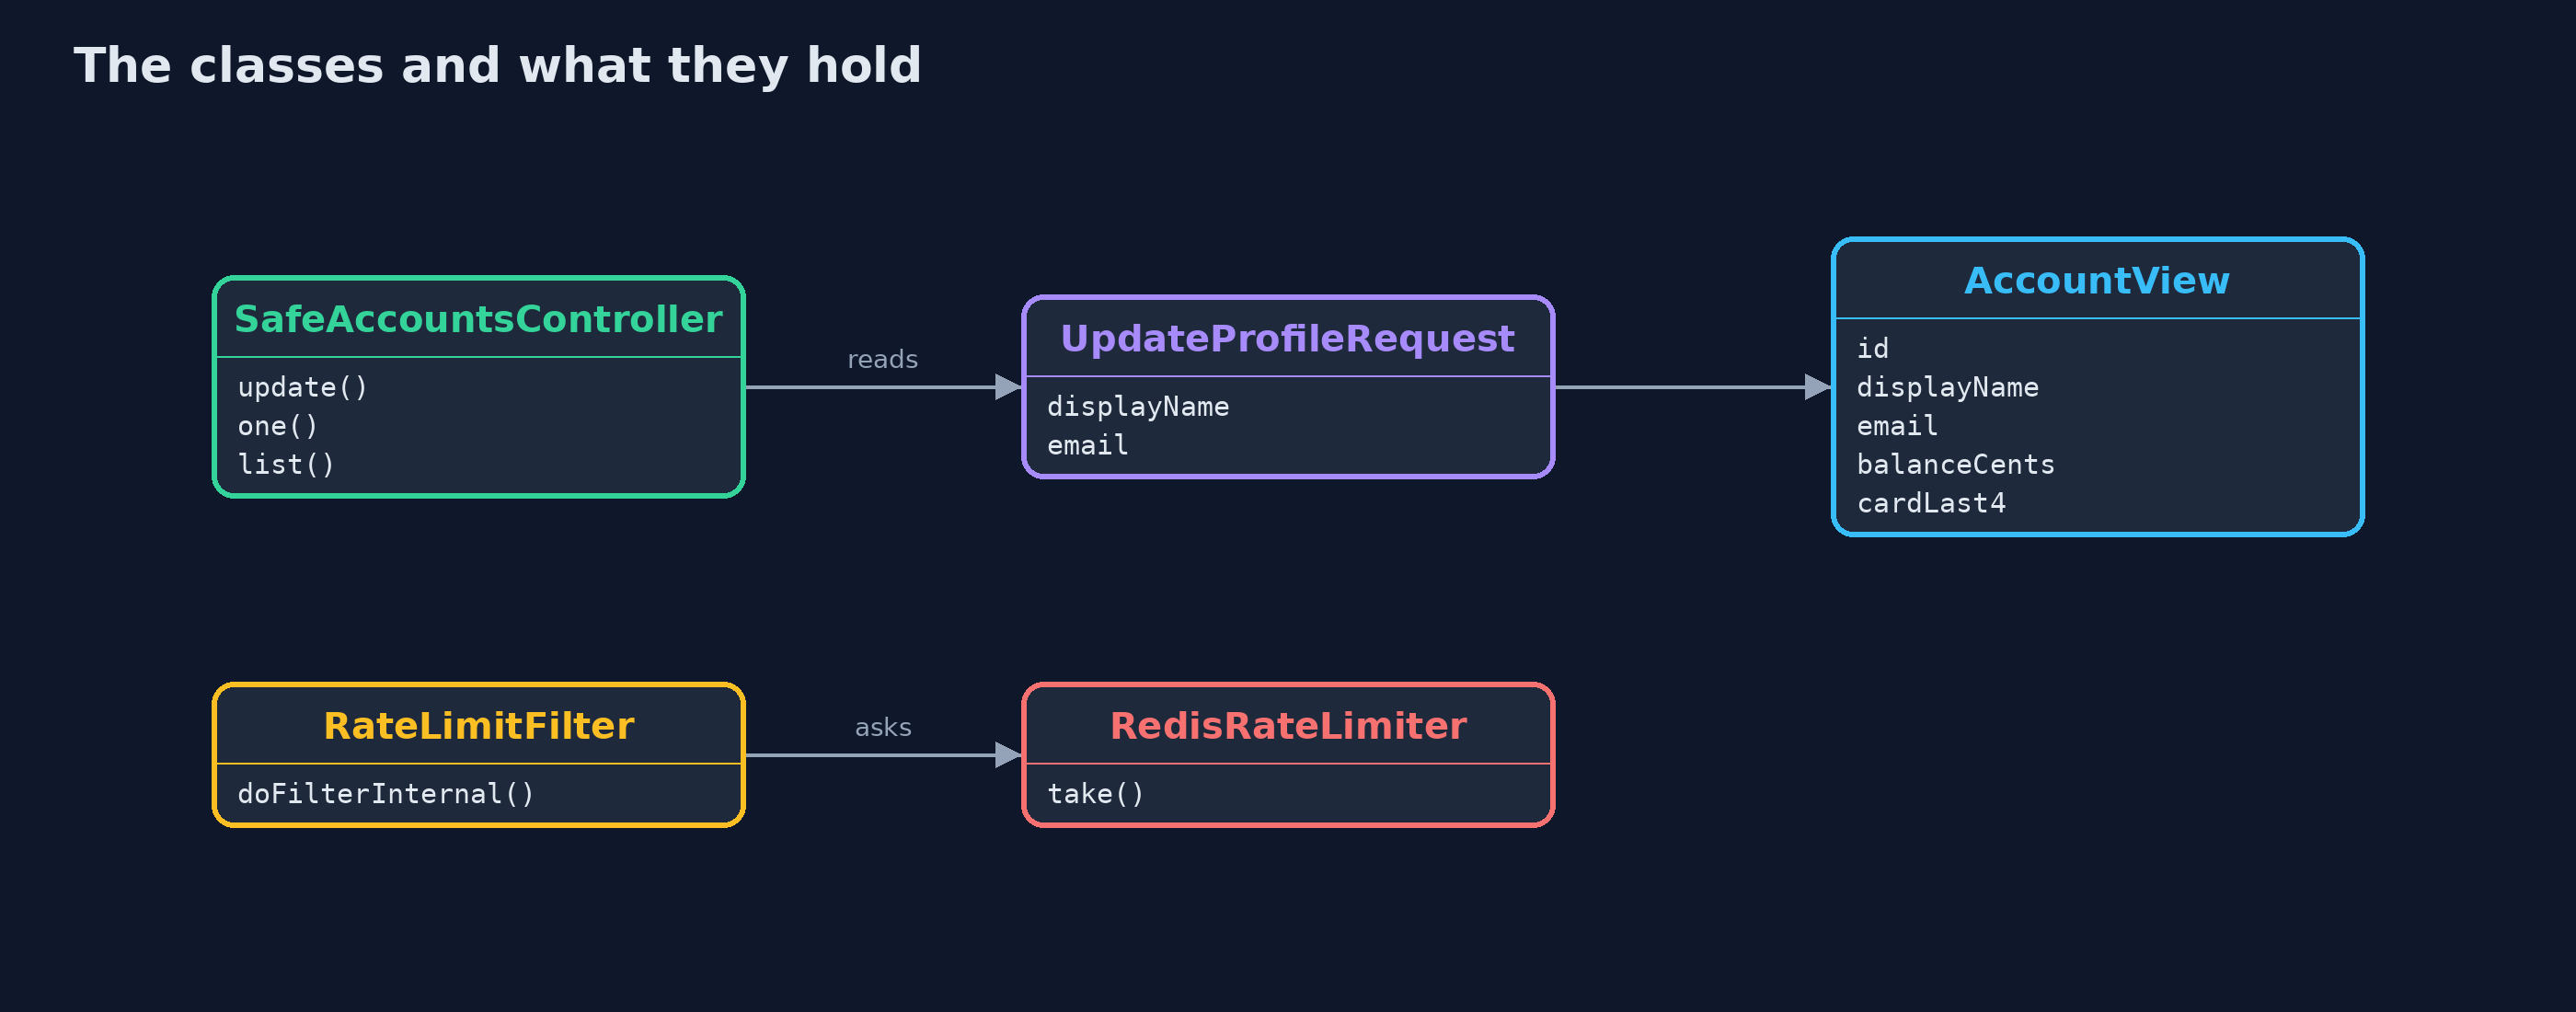 The classes and what they hold
SafeAccountsController
update()
one()
list()
reads
UpdateProfileRequest
displayName
email
AccountView
id
displayName
email
balanceCents
cardLast4
RateLimitFilter
doFilterInternal()
asks
RedisRateLimiter
take()